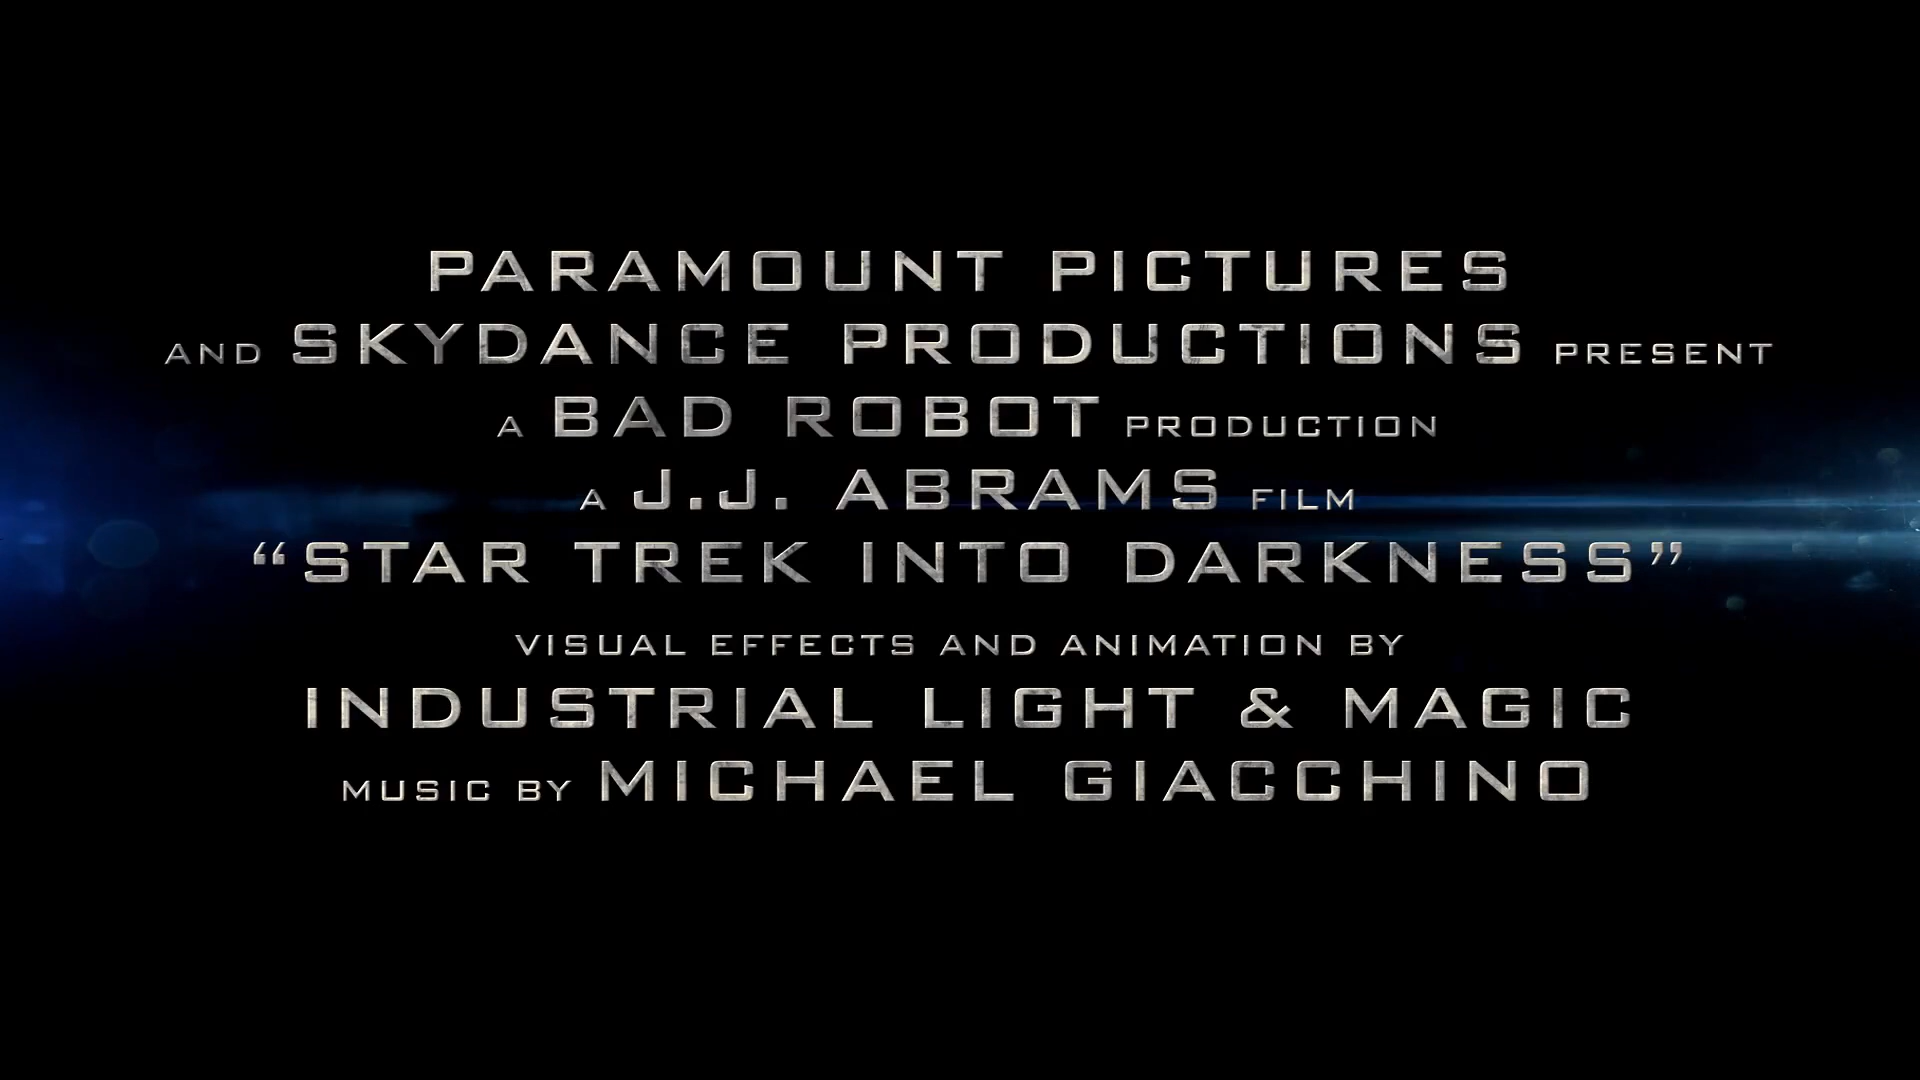 PARAMOUNT PICTURES
AND SKYDANCE PRODUCTIONS PRESENT
A BAD ROBOT PRODUCTION
A J.J. ABRAMS FILM
“STAR TREK INTO DARKNESS”
VISUAL EFFECTS AND ANIMATION BY
INDUSTRIAL LIGHT & MAGIC
MUSIC BY MICHAEL GIACCHINO